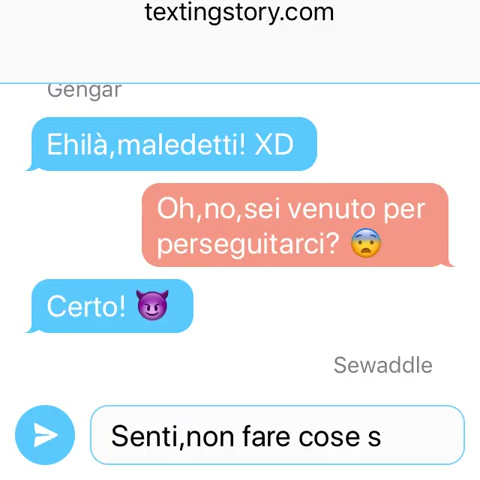 textingstory.com
Gengar
Ehilà,maledetti! XD
Oh,no,sei venuto per
perseguitarci? 😨
Certo! 😈
Sewaddle
Senti,non fare cose s